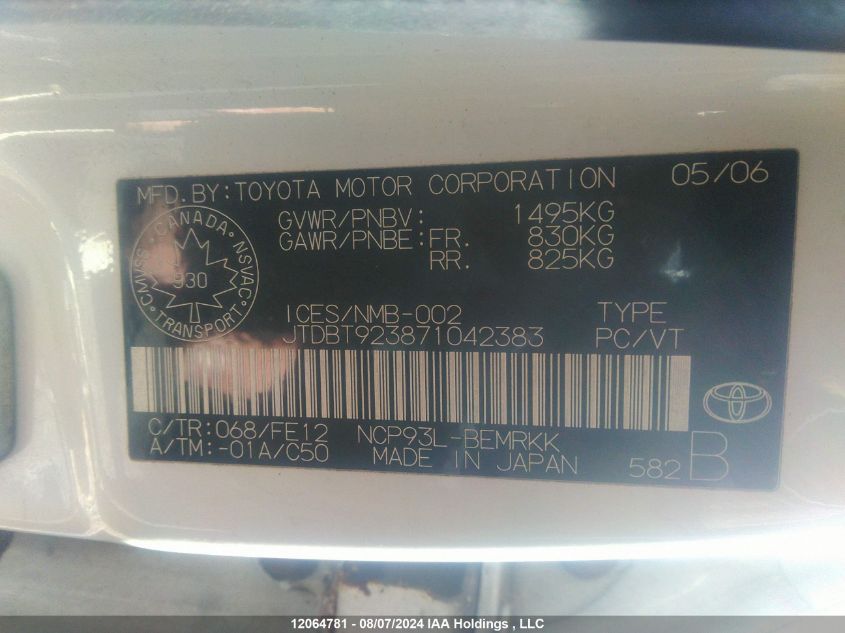 MFD.BY:TOYOTA MOTOR CORPORATION 05/06
GVWR/PNBV: 1495KG
GAWR/PNBE:FR. 830KG
RR. 825KG
CANADA NSVAC TRANSPORT CMVSS
930
ICES/NMB-002 TYPE
JTDBT923871042383 PC/VT
C/TR:068/FE12 NCP93L-BEMRKK
A/TM:-01A/C50 MADE IN JAPAN 582 B
12064781 - 08/07/2024 IAA Holdings , LLC